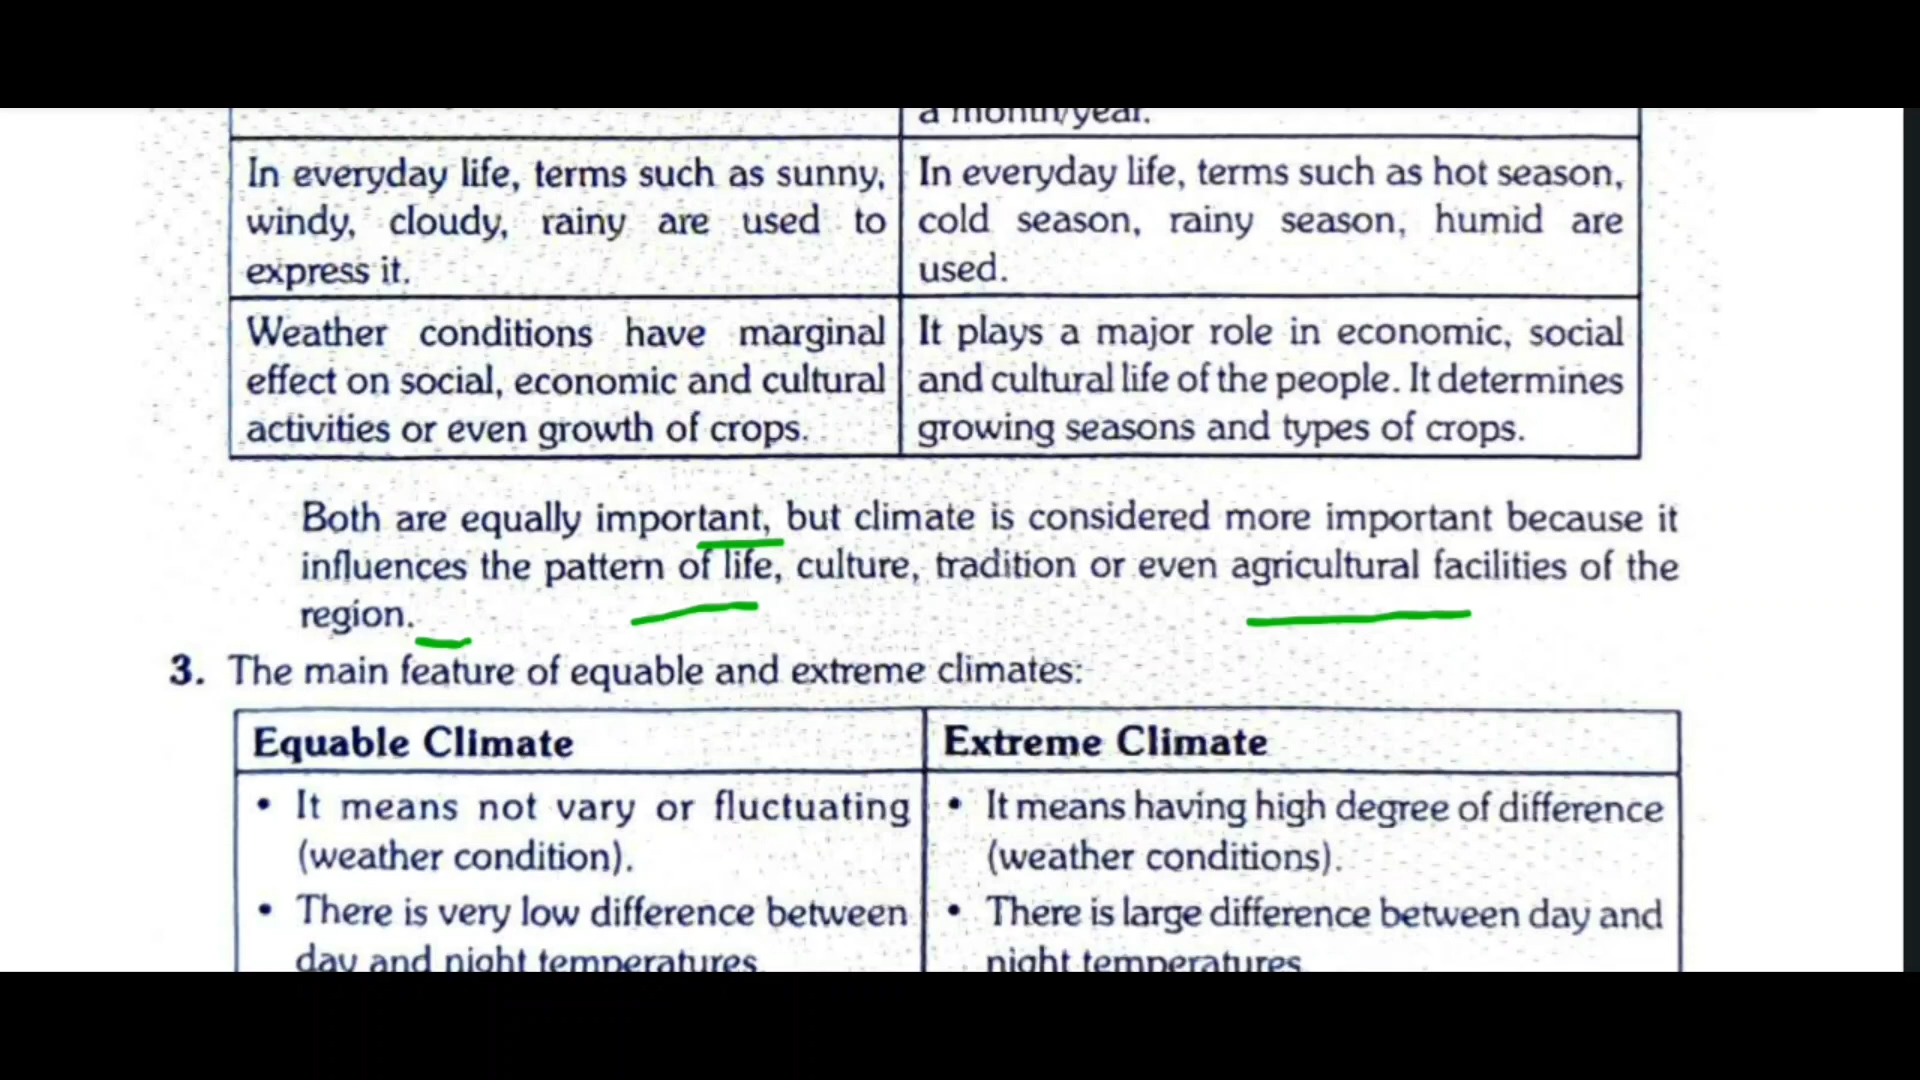 a month/year.
In everyday life, terms such as sunny,
windy, cloudy, rainy are used to
express it.
In everyday life, terms such as hot season,
cold season, rainy season, humid are
used.
Weather conditions have marginal
effect on social, economic and cultural
activities or even growth of crops.
It plays a major role in economic, social
and cultural life of the people. It determines
growing seasons and types of crops.
Both are equally important, but climate is considered more important because it
influences the pattern of life, culture, tradition or even agricultural facilities of the
region.
3. The main feature of equable and extreme climates:
Equable Climate
Extreme Climate
• It means not vary or fluctuating
(weather condition).
• There is very low difference between
day and night temperatures.
• It means having high degree of difference
(weather conditions).
• There is large difference between day and
night temperatures.